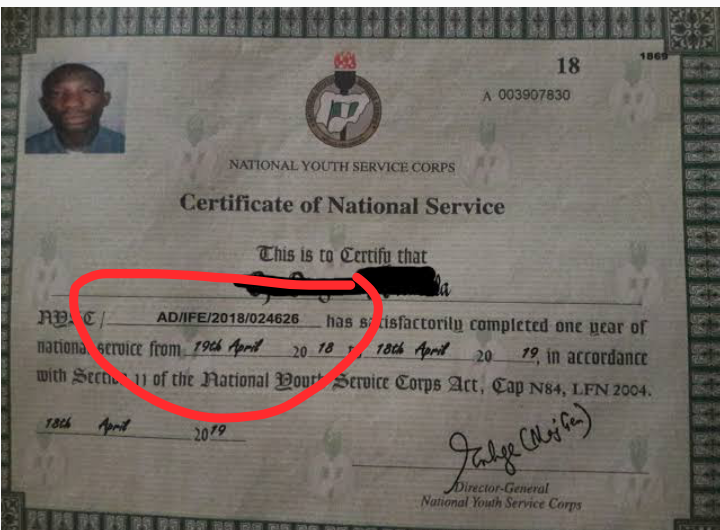 18
1869
A 003907830
NATIONAL YOUTH SERVICE CORPS
Certificate of National Service
This is to Certify that
NYSC / AD/IFE/2018/024626 has satisfactorily completed one year of
national service from 19th April 20 18 to 18th April 20 19, in accordance
with Section 11 of the National Youth Service Corps Act, Cap N84, LFN 2004.
18th April 2019
(Maj Gen)
Director-General
National Youth Service Corps